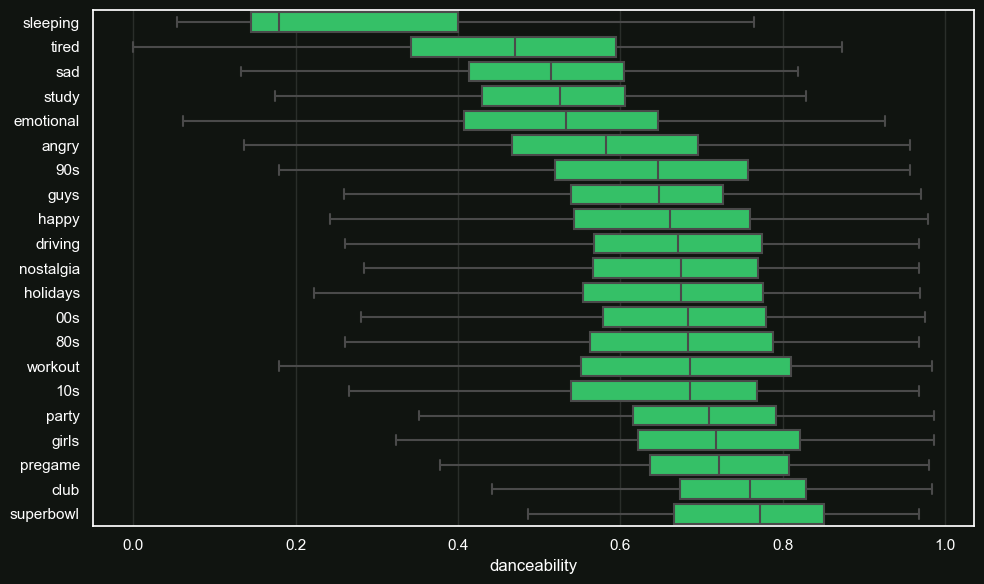 sleeping
tired
sad
study
emotional
angry
90s
guys
happy
driving
nostalgia
holidays
00s
80s
workout
10s
party
girls
pregame
club
superbowl
0.0 0.2 0.4 0.6 0.8 1.0
danceability